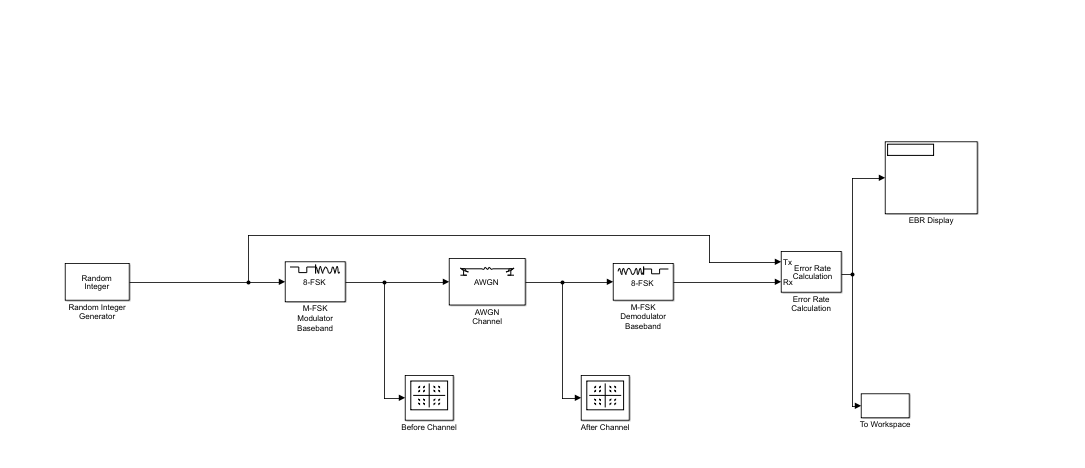 EBR Display
Random
Integer
Random Integer
Generator
8-FSK
M-FSK
Modulator
Baseband
AWGN
AWGN
Channel
8-FSK
M-FSK
Demodulator
Baseband
Tx
Rx
Error Rate
Calculation
Error Rate
Calculation
Before Channel
After Channel
To Workspace